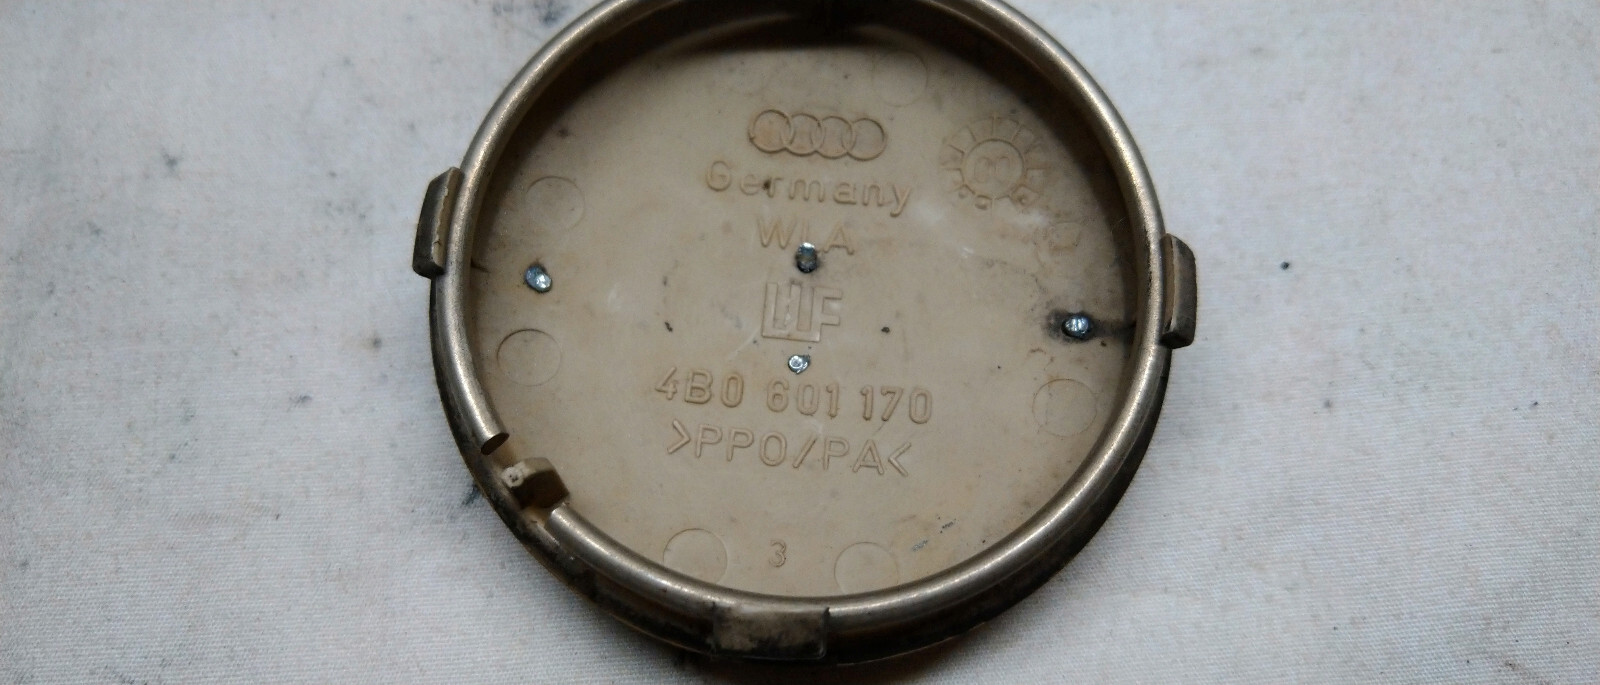 Germany
WLA
4B0 601 170
>PPO/PA<
3